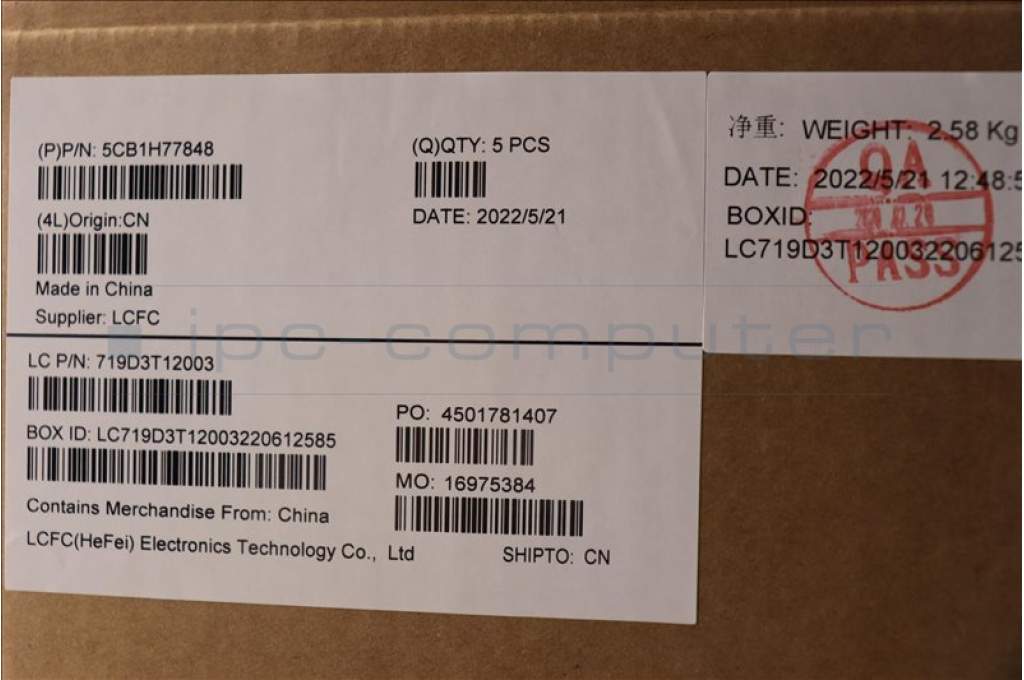 (P)P/N: 5CB1H77848
(Q)QTY: 5 PCS
(4L)Origin:CN
DATE: 2022/5/21
Made in China
Supplier: LCFC
LC P/N: 719D3T12003
PO: 4501781407
BOX ID: LC719D3T12003220612585
MO: 16975384
Contains Merchandise From: China
LCFC(HeFei) Electronics Technology Co., Ltd
SHIPTO: CN
净重: WEIGHT: 2.58 Kg
DATE: 2022/5/21 12:48:5
BOXID:
LC719D3T120032206125
QA
PASS
ipc-computer